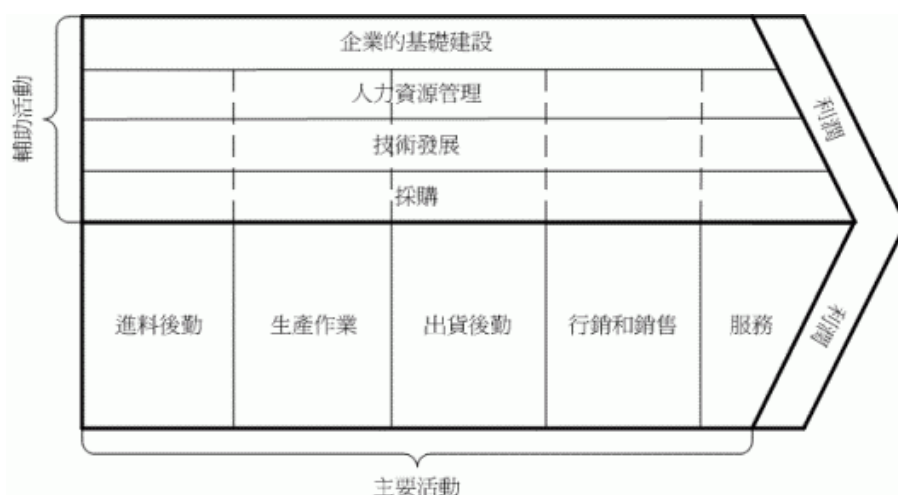 企業的基礎建設
人力資源管理
技術發展
採購
輔助活動
利潤
進料後勤
生產作業
出貨後勤
行銷和銷售
服務
利潤
主要活動